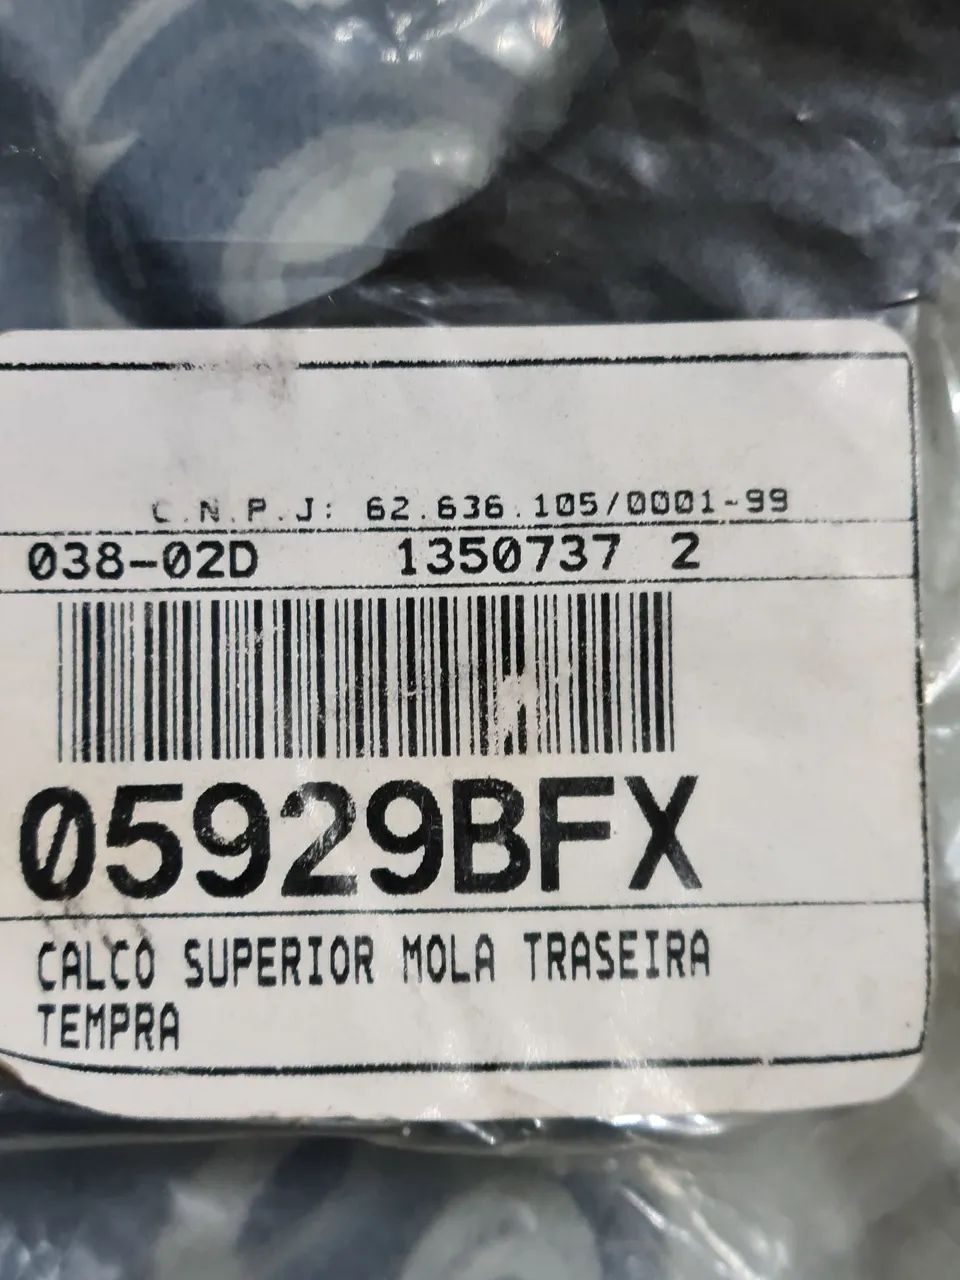 C.N.P.J: 62.636.105/0001-99
038-02D 1350737 2
05929BFX
CALCO SUPERIOR MOLA TRASEIRA
TEMPRA